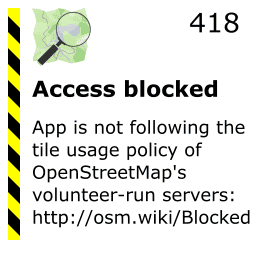 418
Access blocked
App is not following the
tile usage policy of
OpenStreetMap's
volunteer-run servers:
http://osm.wiki/Blocked